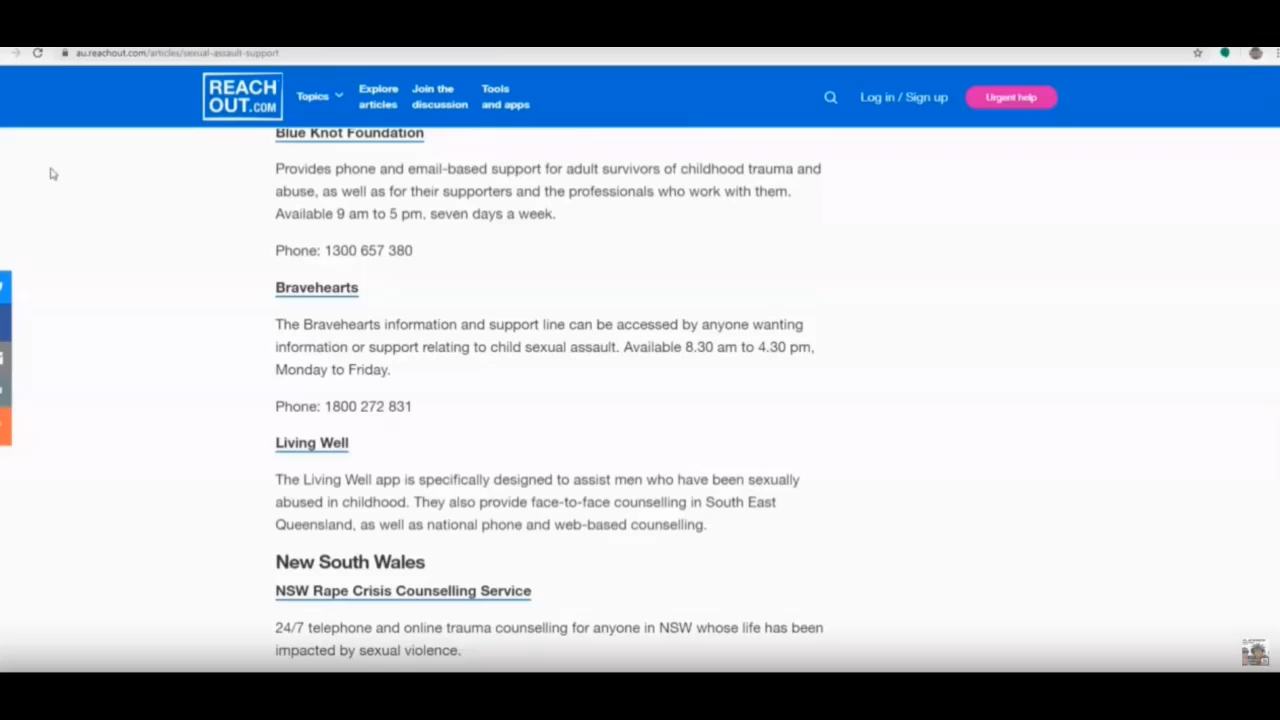 au.reachout.com/articles/sexual-assault-support
REACH
OUT.COM
Topics
Explore
articles
Join the
discussion
Tools
and apps
Log in / Sign up
Urgent help
Blue Knot Foundation
Provides phone and email-based support for adult survivors of childhood trauma and
abuse, as well as for their supporters and the professionals who work with them.
Available 9 am to 5 pm, seven days a week.
Phone: 1300 657 380
Bravehearts
The Bravehearts information and support line can be accessed by anyone wanting
information or support relating to child sexual assault. Available 8.30 am to 4.30 pm,
Monday to Friday.
Phone: 1800 272 831
Living Well
The Living Well app is specifically designed to assist men who have been sexually
abused in childhood. They also provide face-to-face counselling in South East
Queensland, as well as national phone and web-based counselling.
New South Wales
NSW Rape Crisis Counselling Service
24/7 telephone and online trauma counselling for anyone in NSW whose life has been
impacted by sexual violence.